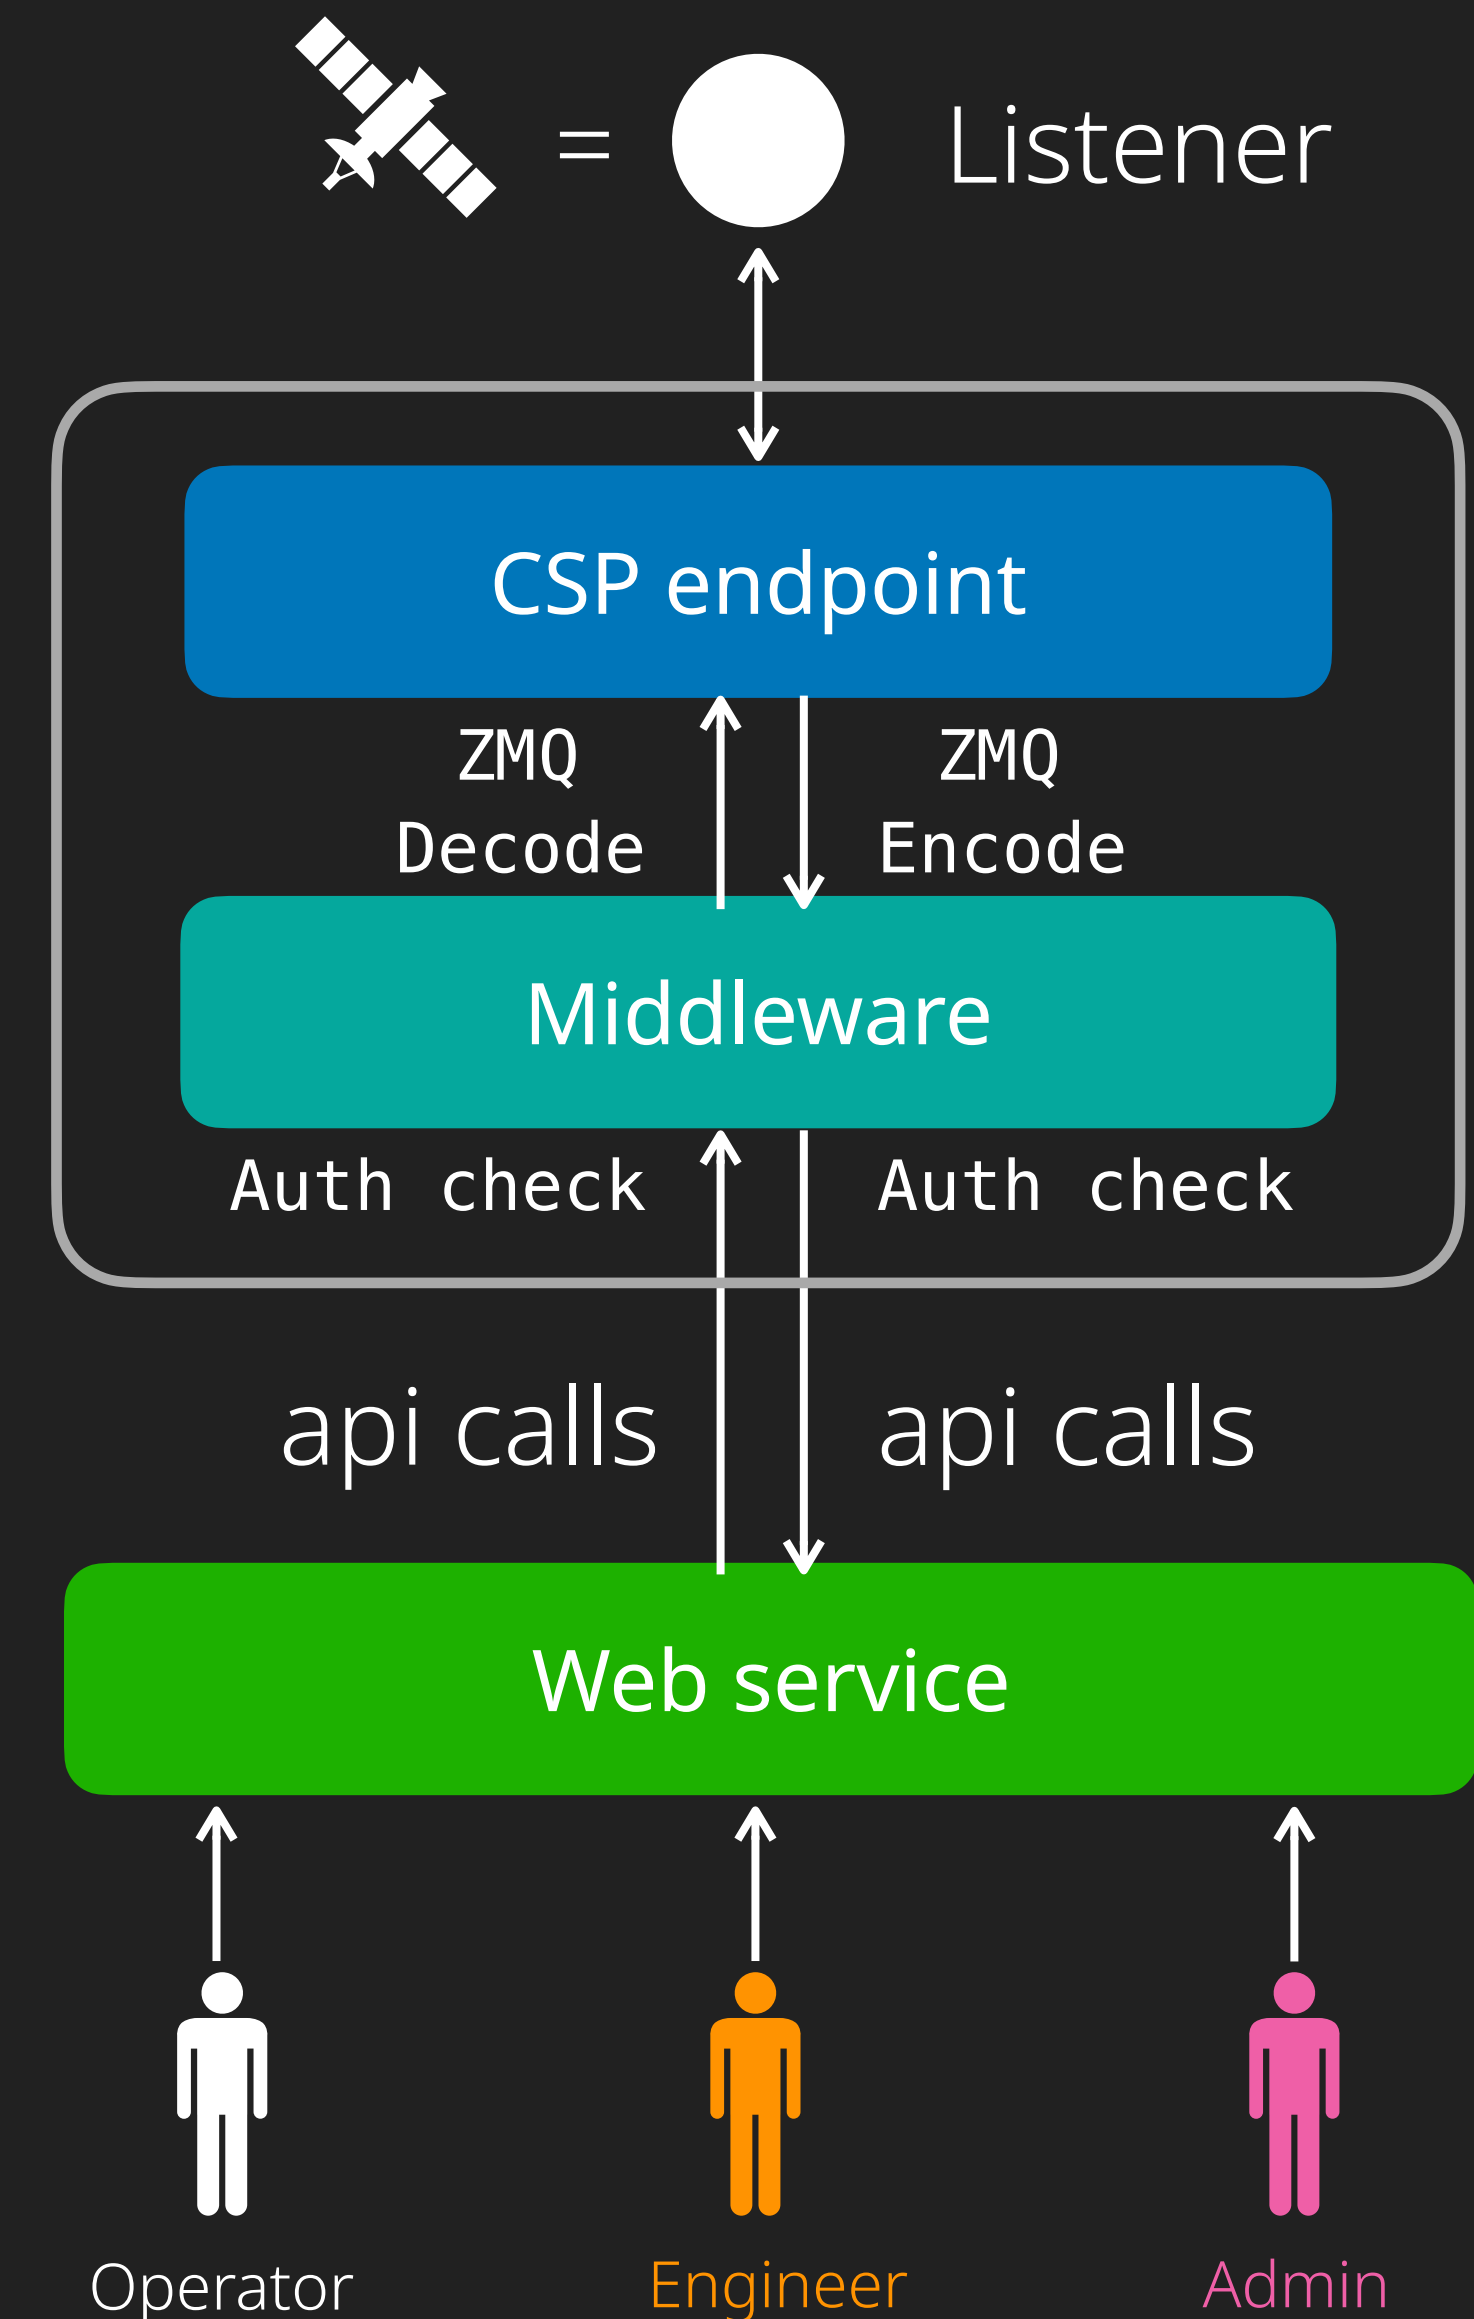 = Listener
CSP endpoint
ZMQ ZMQ
Decode Encode
Middleware
Auth check Auth check
api calls api calls
Web service
Operator Engineer Admin